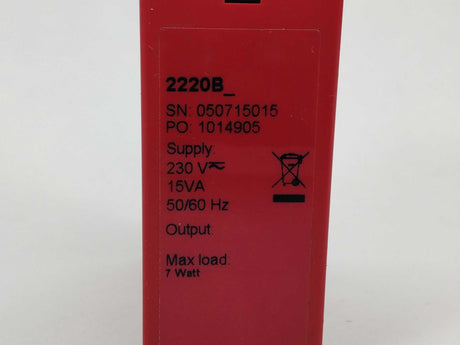 2220B_
SN: 050715015
PO: 1014905
Supply:
230 V
15VA
50/60 Hz
Output:
Max load:
7 Watt